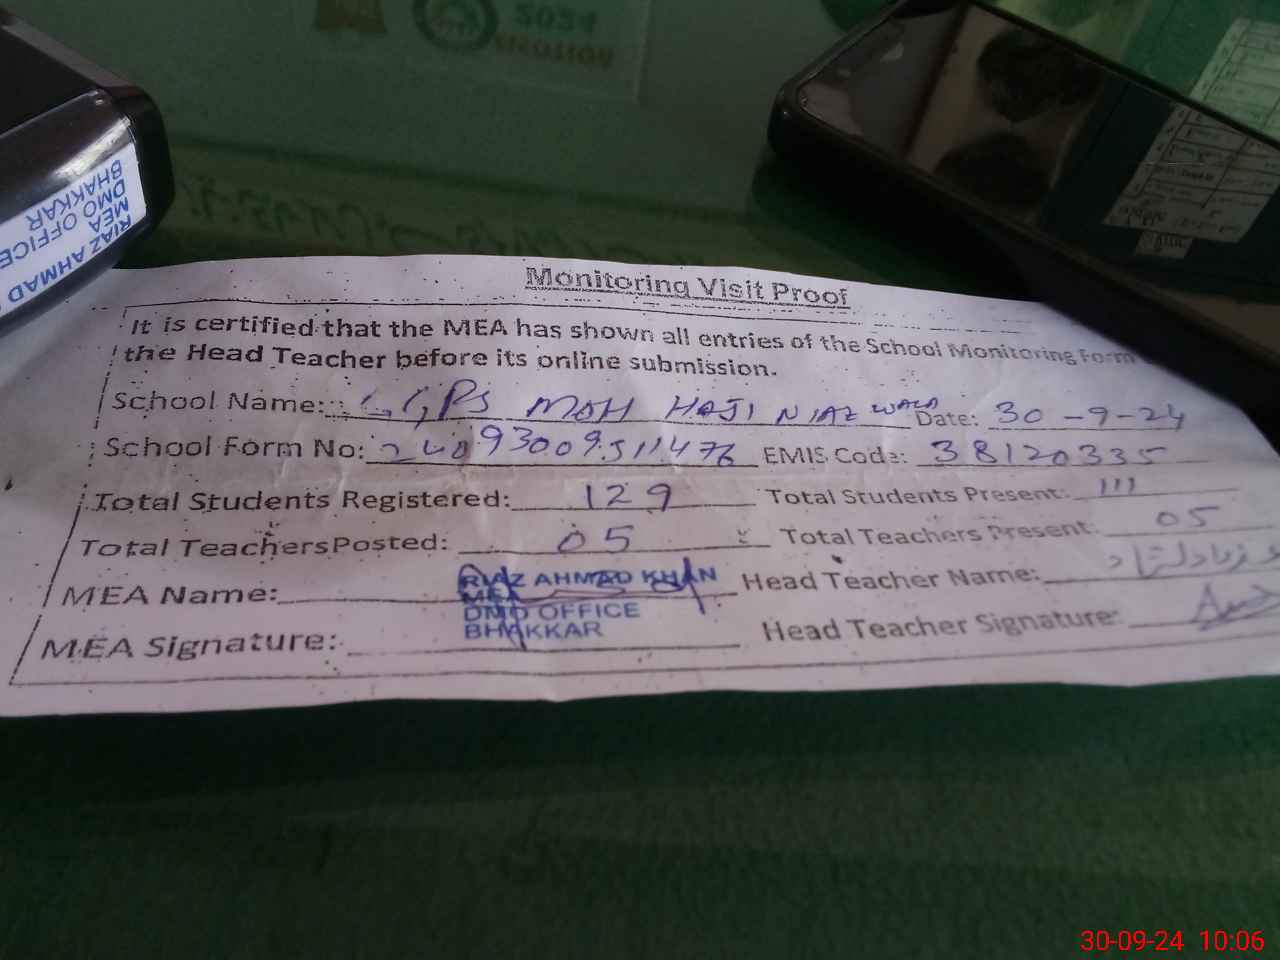 2024
RIAZ AHMAD
MEA
DMO OFFICE
BHAKKAR
Monitoring Visit Proof
It is certified that the MEA has shown all entries of the School Monitoring Form
the Head Teacher before its online submission.
School Name: GGPS MOH HAJI NIAZ WALA Date: 30-9-24
School Form No: EMIS Code: 38120335
Total Students Registered: 129 Total Students Present: 111
Total Teachers Posted: 05 Total Teachers Present: 05
MEA Name: RIAZ AHMAD KHAN Head Teacher Name:
MEA
DMO OFFICE
BHAKKAR
MEA Signature: Head Teacher Signature:
30-09-24 10:06